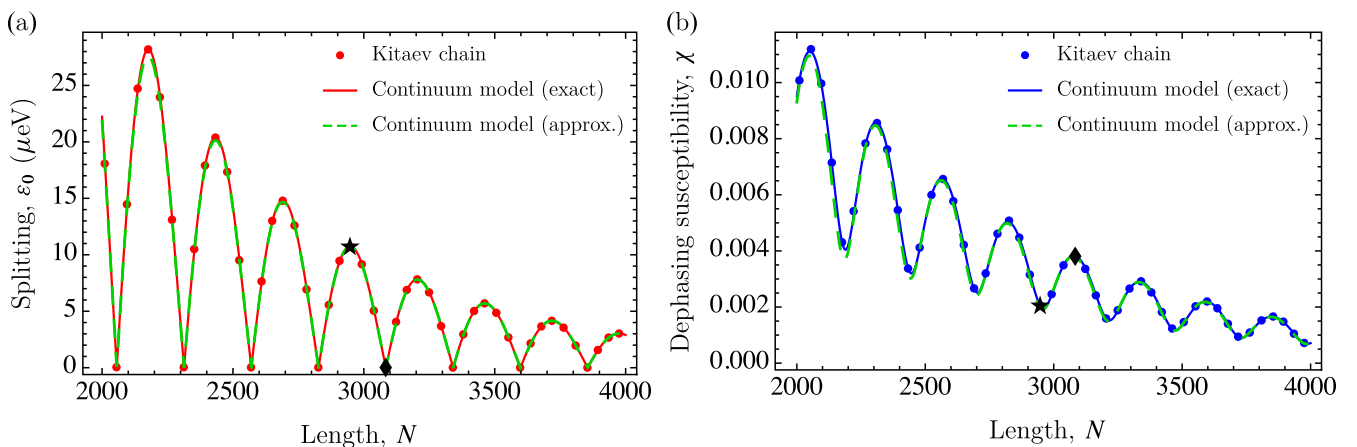 (a)
Splitting, ε₀ (μeV)
25
20
15
10
5
0
Kitaev chain
Continuum model (exact)
Continuum model (approx.)
2000
2500
3000
3500
4000
Length, N
(b)
Dephasing susceptibility, χ
0.010
0.008
0.006
0.004
0.002
0.000
Kitaev chain
Continuum model (exact)
Continuum model (approx.)
2000
2500
3000
3500
4000
Length, N